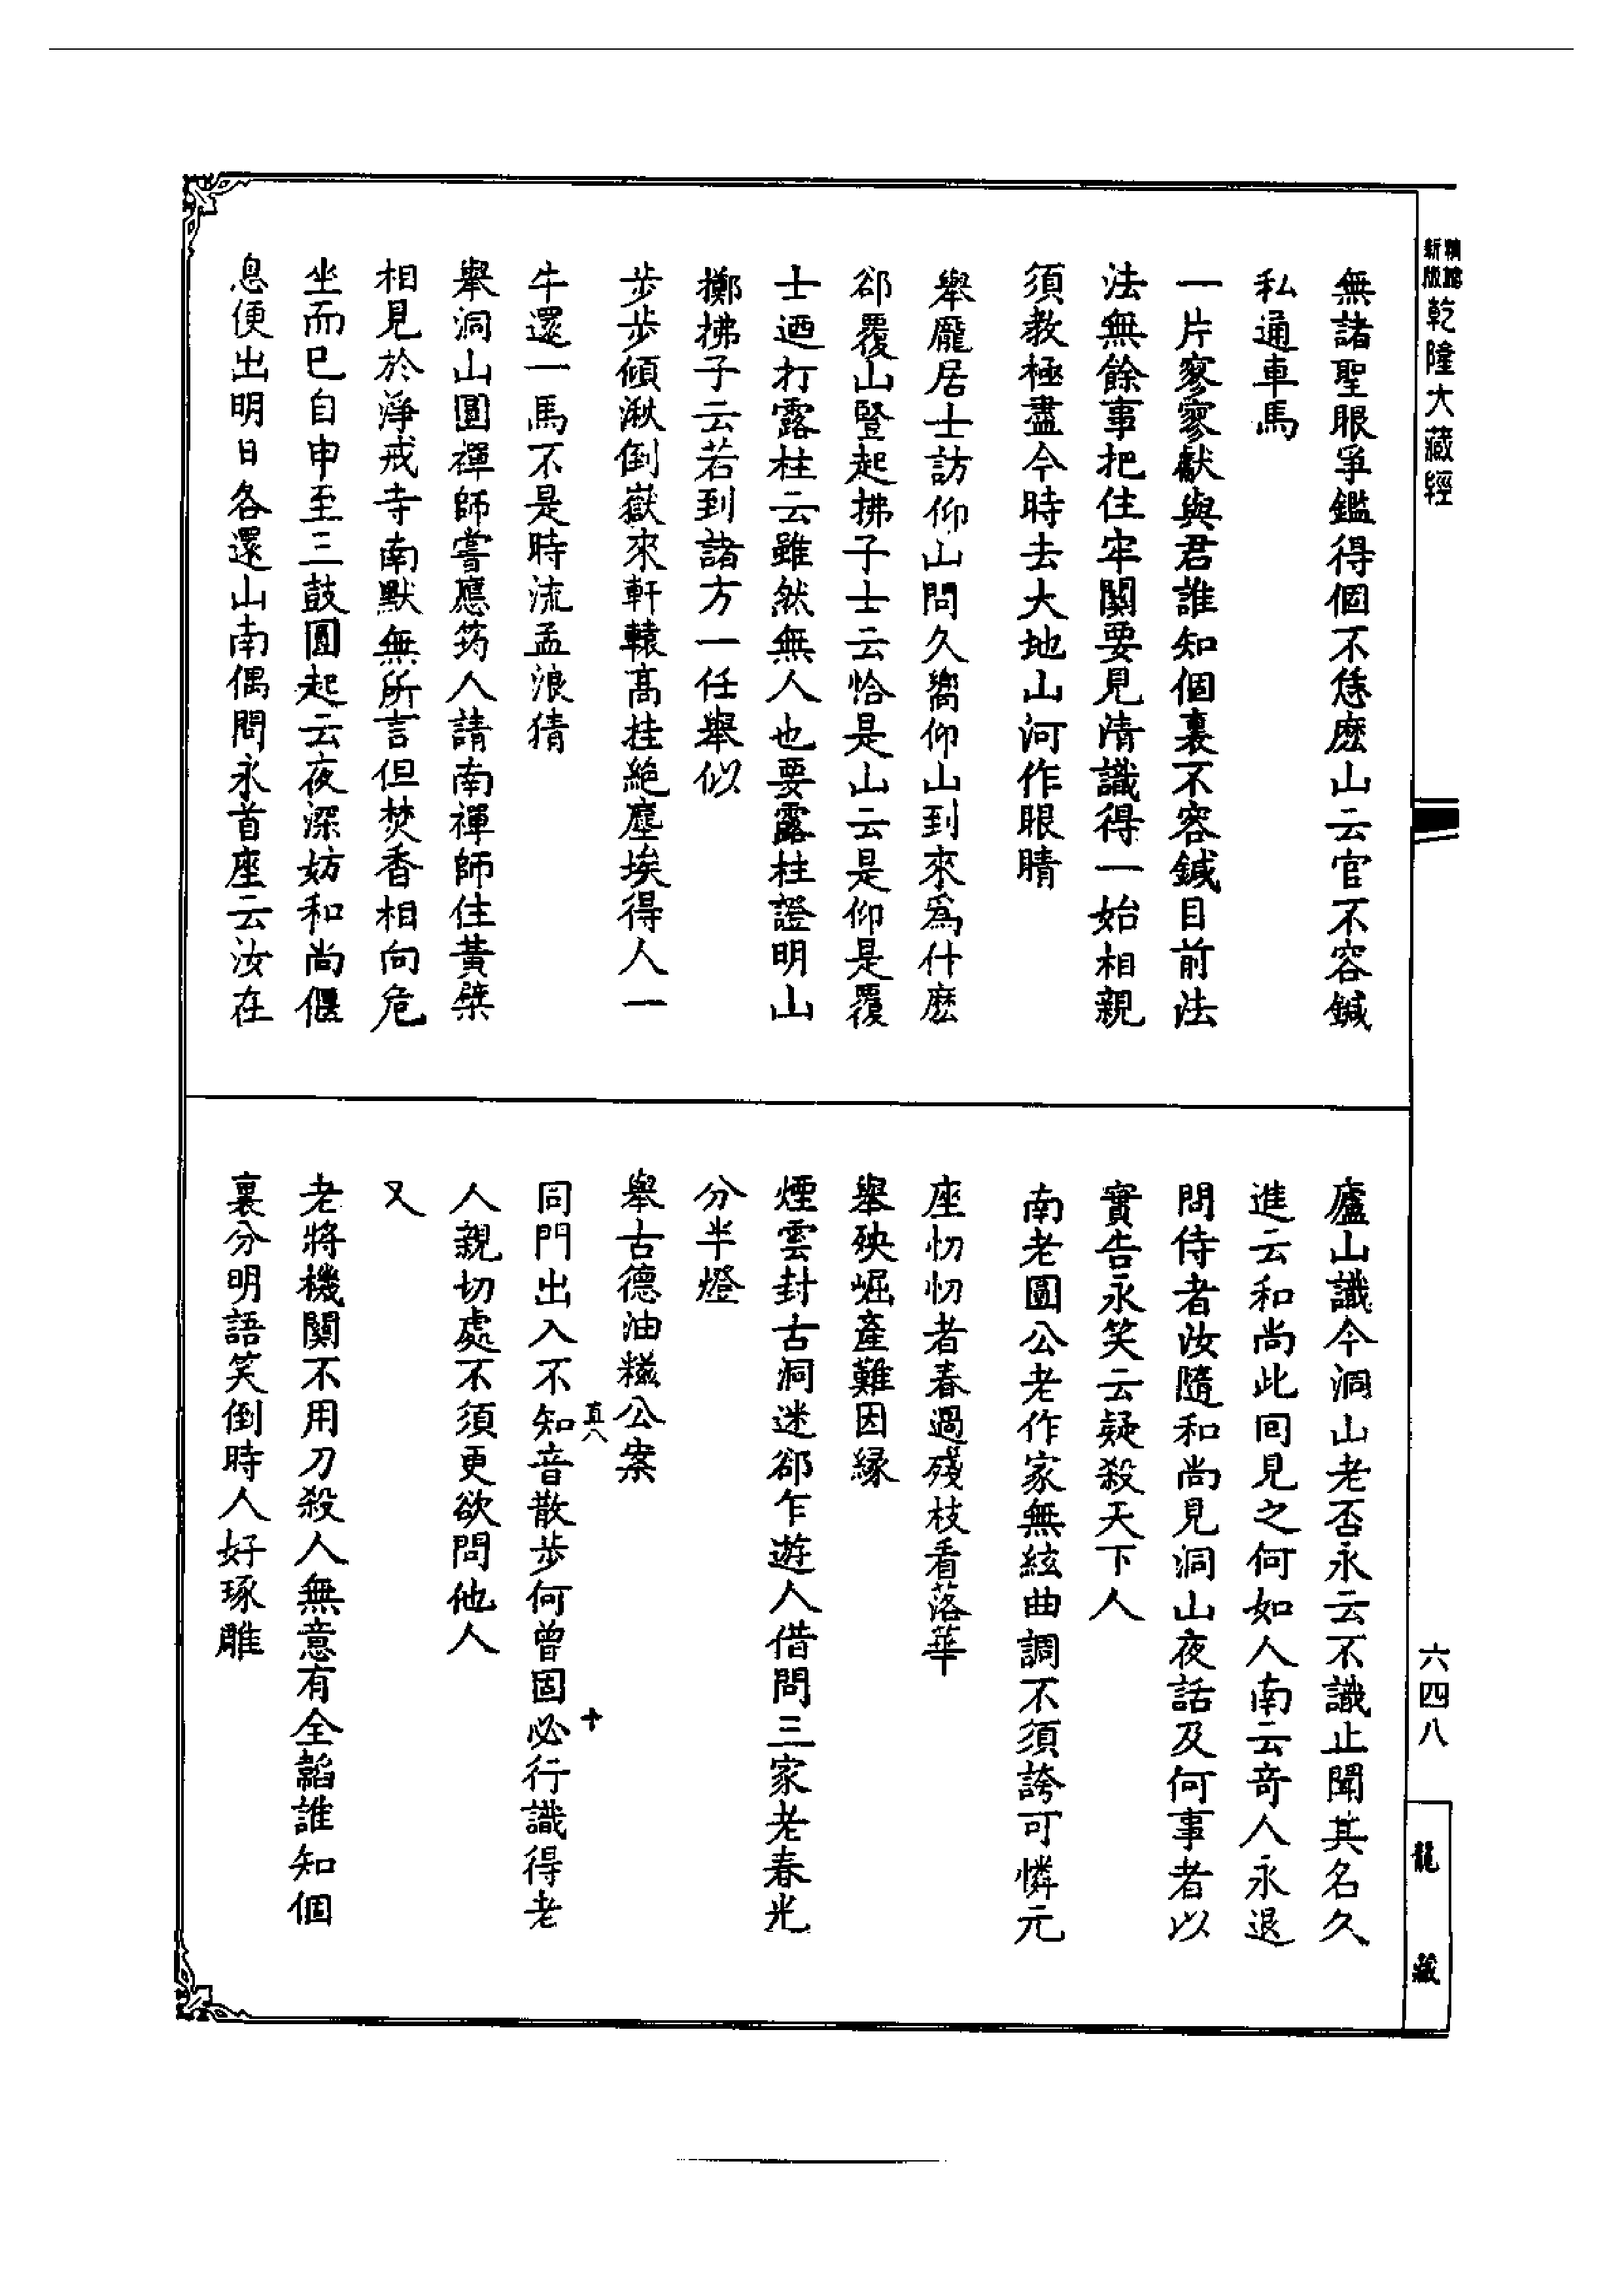 新版 精縮
乾隆大藏經
無諸聖眼爭鑑得個不恁麽山云官不容鍼
私通車馬
一片寥寥獻與君誰知個裏不容鍼目前法
法無餘事把住牢關要見清識得一始相親
須教極盡今時去大地山河作眼睛
舉龐居士訪仰山問久嚮仰山到來爲什麽
卻覆山豎起拂子士云恰是山云是仰是覆
士迺打露柱云雖然無人也要露柱證明山
擲拂子云若到諸方一任舉似
步步傾湫倒嶽來軒轅高挂絕塵埃得人一
牛還一馬不是時流孟浪猜
舉洞山圓禪師嘗應筠人請南禪師住黃檗
相見於淨戒寺南默無所言但焚香相向危
坐而已自申至三鼓圓起云夜深妨和尚偃
息便出明日各還山南偶問永首座云汝在
廬山識今洞山老否永云不識止聞其名久
進云和尚此回見之何如人南云奇人永退
問侍者汝隨和尚見洞山夜話及何事者以
實告永笑云疑殺天下人
南老圓公老作家無絃曲調不須誇可憐元
座忉忉者春過殘枝看落華
舉殃崛產難因緣
煙雲封古洞迷卻乍遊人借問三家老春光
分半燈
舉古德油糍公案
直八
十
同門出入不知音散步何曾固必行識得老
人親切處不須更欲問他人
又
老將機關不用刀殺人無意有全韜誰知個
裏分明語笑倒時人好琢雕
六四八
龍藏